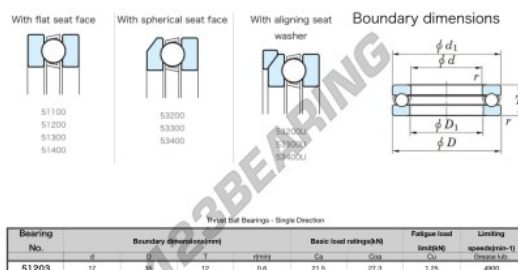 With flat seat face
With spherical seat face
With aligning seat
washer
Boundary dimensions
51100
51200
51300
51400
53200
53300
53400
53200U
53300U
53400U
φ d₁
φ d
r
T
r
φ D₁
φ D
123BEARING
Thrust Ball Bearings - Single Direction
Bearing No. Boundary dimensions(mm) Basic load ratings(kN) Fatigue load limit(kN) Limiting speeds(min-1)
d D T r(min) Ca Coa Cu Grease lub.
51203 17 35 12 0.6 21.5 27.3 1.25 4900